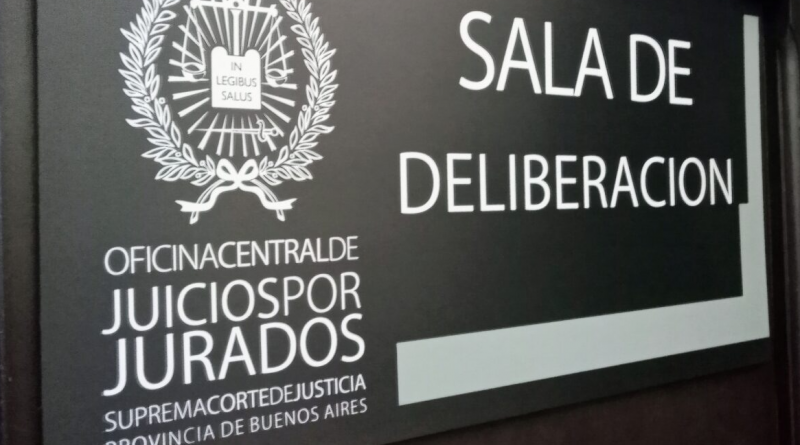 IN
LEGIBUS
SALUS
OFICINACENTRALDE
JUICIOSPOR
JURADOS
SUPREMACORTEDEJUSTICIA
PROVINCIA DE BUENOS AIRES
SALA DE
DELIBERACION